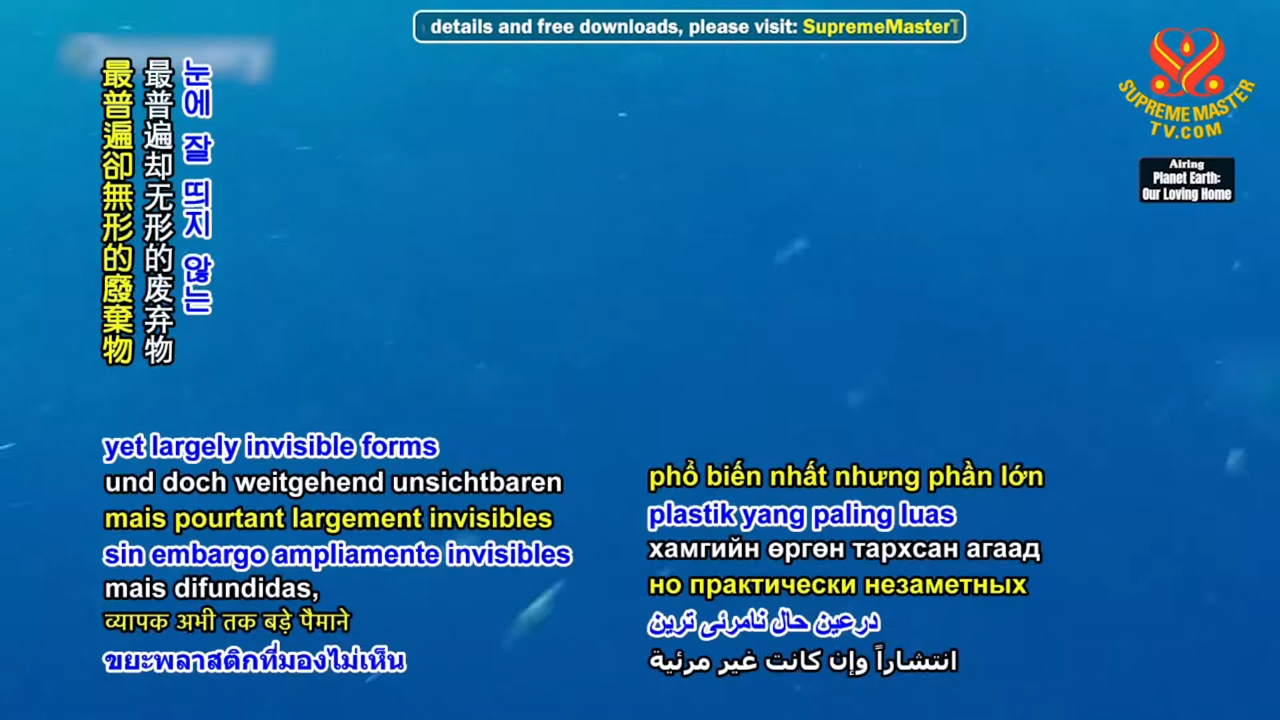 details and free downloads, please visit: SupremeMasterT
SUPREME MASTER
TV.COM
Airing
Planet Earth:
Our Loving Home
눈에 잘 띄지 않는
最普遍却无形的废弃物
最普遍卻無形的廢棄物
yet largely invisible forms
und doch weitgehend unsichtbaren
mais pourtant largement invisibles
sin embargo ampliamente invisibles
mais difundidas,
व्यापक अभी तक बड़े पैमाने
ขยะพลาสติกที่มองไม่เห็น
phổ biến nhất nhưng phần lớn
plastik yang paling luas
хамгийн өргөн тархсан агаад
но практически незаметных
درعین حال نامرئی ترین
انتشاراً وإن كانت غير مرئية